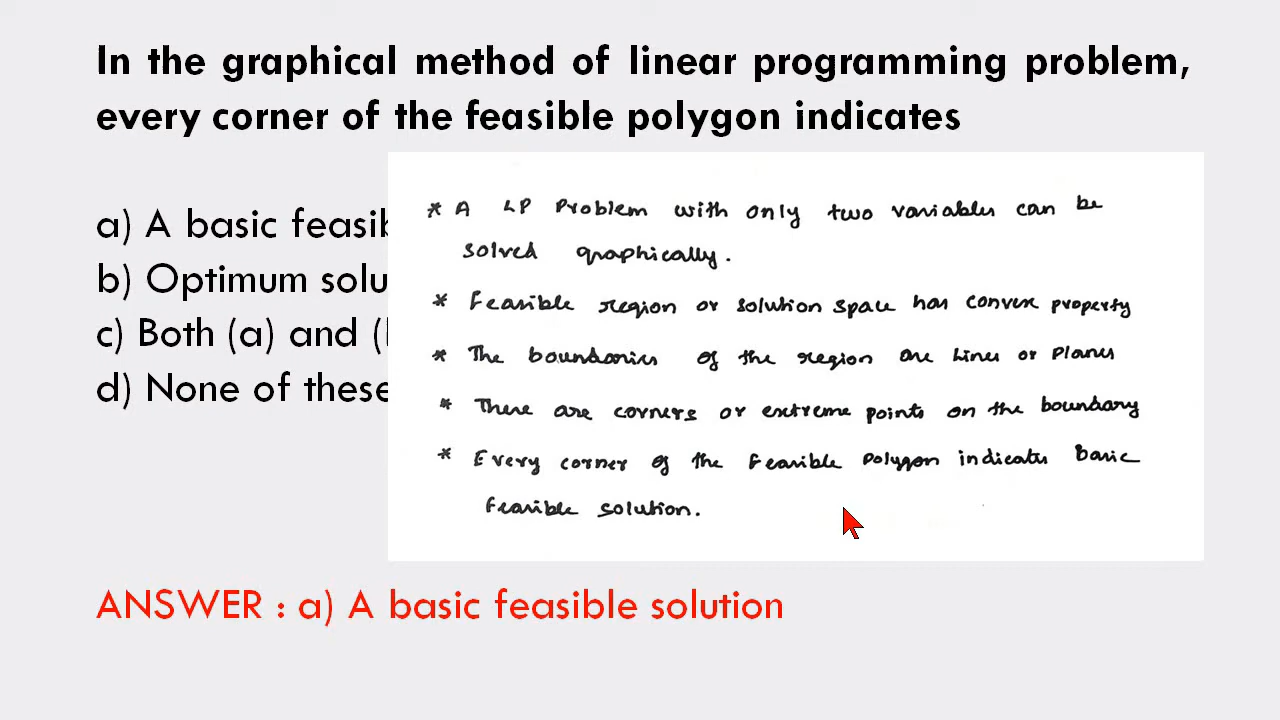 In the graphical method of linear programming problem,
every corner of the feasible polygon indicates
a) A basic feasib
b) Optimum solu
c) Both (a) and (
d) None of these
* A LP Problem with only two variables can be
solved graphically.
* Feasible region or solution space has convex property
* The boundaries of the region are Lines or Planes
* There are corners or extreme points on the boundary
* Every corner of the Feasible Polygon indicates Basic
Feasible solution.
ANSWER : a) A basic feasible solution